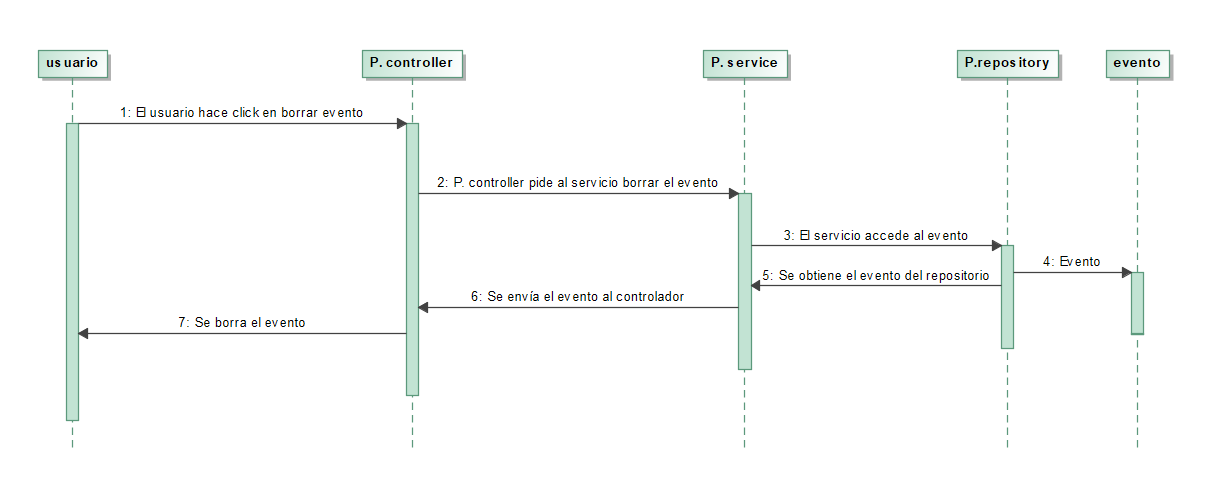 usuario
P. controller
P. service
P.repository
evento
1: El usuario hace click en borrar evento
2: P. controller pide al servicio borrar el evento
3: El servicio accede al evento
4: Evento
5: Se obtiene el evento del repositorio
6: Se envía el evento al controlador
7: Se borra el evento